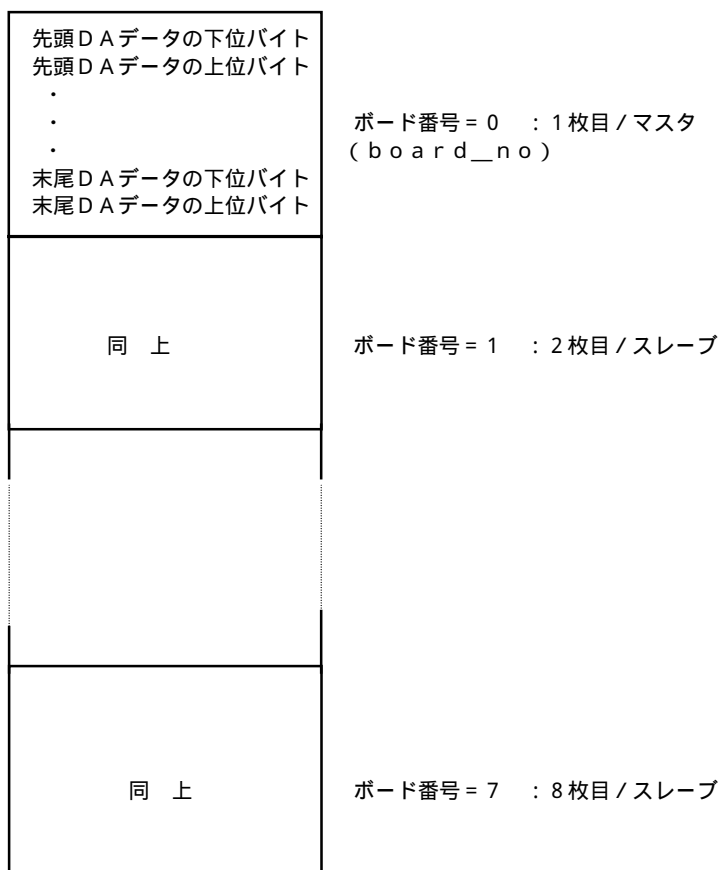 先頭ＤＡデータの下位バイト
先頭ＤＡデータの上位バイト
・
・
・
末尾ＤＡデータの下位バイト
末尾ＤＡデータの上位バイト
ボード番号＝０　：１枚目／マスタ
（ｂｏａｒｄ＿ｎｏ）
同　上
ボード番号＝１　：２枚目／スレーブ
同　上
ボード番号＝７　：８枚目／スレーブ